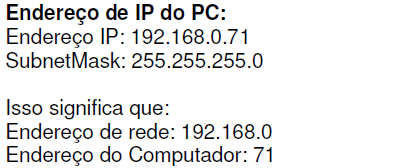 Endereço de IP do PC:
Endereço IP: 192.168.0.71
SubnetMask: 255.255.255.0
Isso significa que:
Endereço de rede: 192.168.0
Endereço do Computador: 71